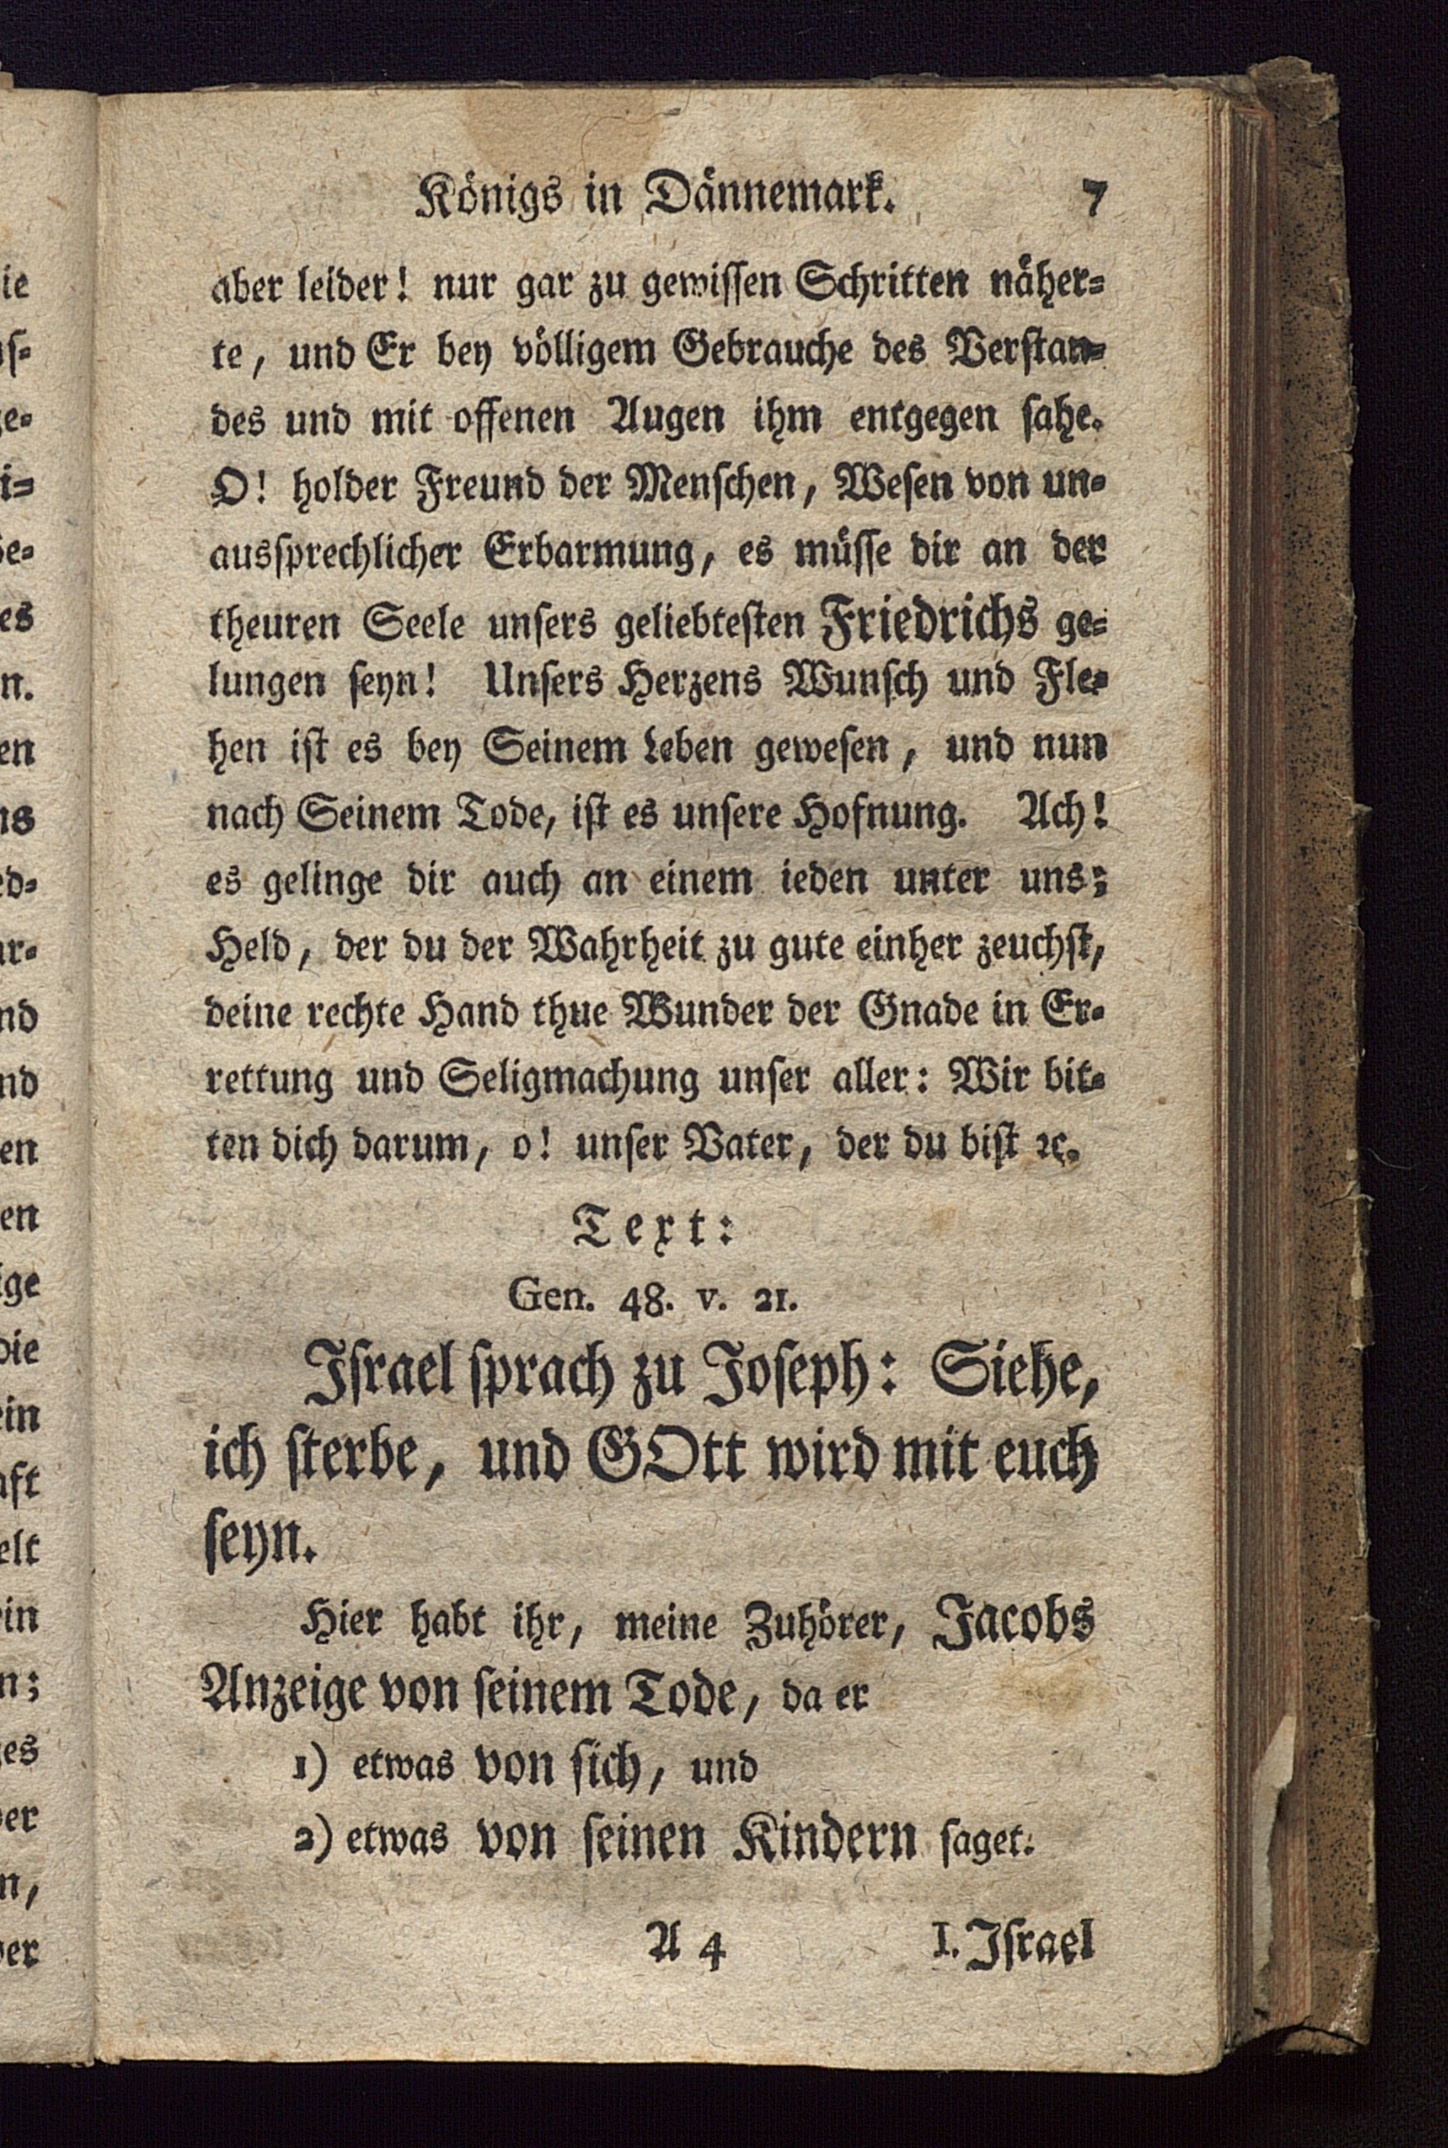 Königs in Dännemark. 7
aber leider! nur gar zu gewiſſen Schritten näher-
te, und Er bey völligem Gebrauche des Verſtan-
des und mit offenen Augen ihm entgegen ſahe.
O! holder Freund der Menſchen, Weſen von un-
ausſprechlicher Erbarmung, es müſſe dir an der
theuren Seele unſers geliebteſten Friedrichs ge-
lungen ſeyn! Unſers Herzens Wunſch und Fle-
hen iſt es bey Seinem Leben geweſen, und nun
nach Seinem Tode, iſt es unſere Hofnung. Ach!
es gelinge dir auch an einem ieden unter uns;
Held, der du der Wahrheit zu gute einher zeuchſt,
deine rechte Hand thue Wunder der Gnade in Er-
rettung und Seligmachung unſer aller: Wir bit-
ten dich darum, o! unſer Vater, der du biſt ꝛc.
Text:
Gen. 48. v. 21.
Iſrael ſprach zu Joſeph: Siehe,
ich ſterbe, und GOtt wird mit euch
ſeyn.
Hier habt ihr, meine Zuhörer, Jacobs
Anzeige von ſeinem Tode, da er
1) etwas von ſich, und
2) etwas von ſeinen Kindern ſaget.
A 4 I. Iſrael